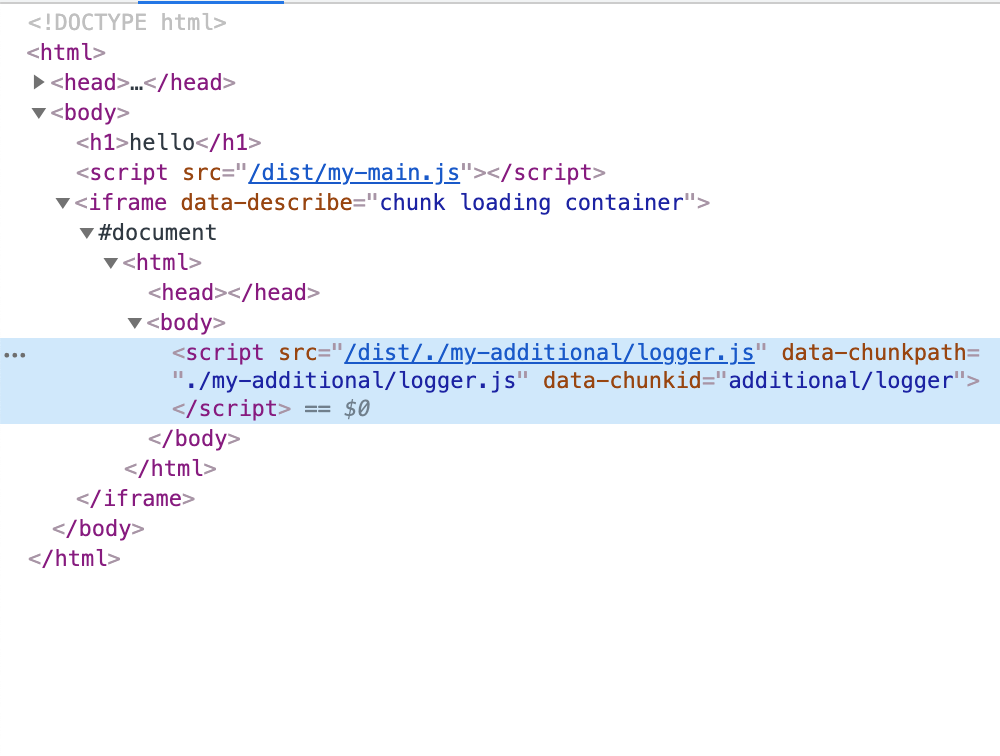 <!DOCTYPE html>
<html>
<head>…</head>
<body>
<h1>hello</h1>
<script src="/dist/my-main.js"></script>
<iframe data-describe="chunk loading container">
#document
<html>
<head></head>
<body>
<script src="/dist/./my-additional/logger.js" data-chunkpath=
"./my-additional/logger.js" data-chunkid="additional/logger">
</script> == $0
</body>
</html>
</iframe>
</body>
</html>